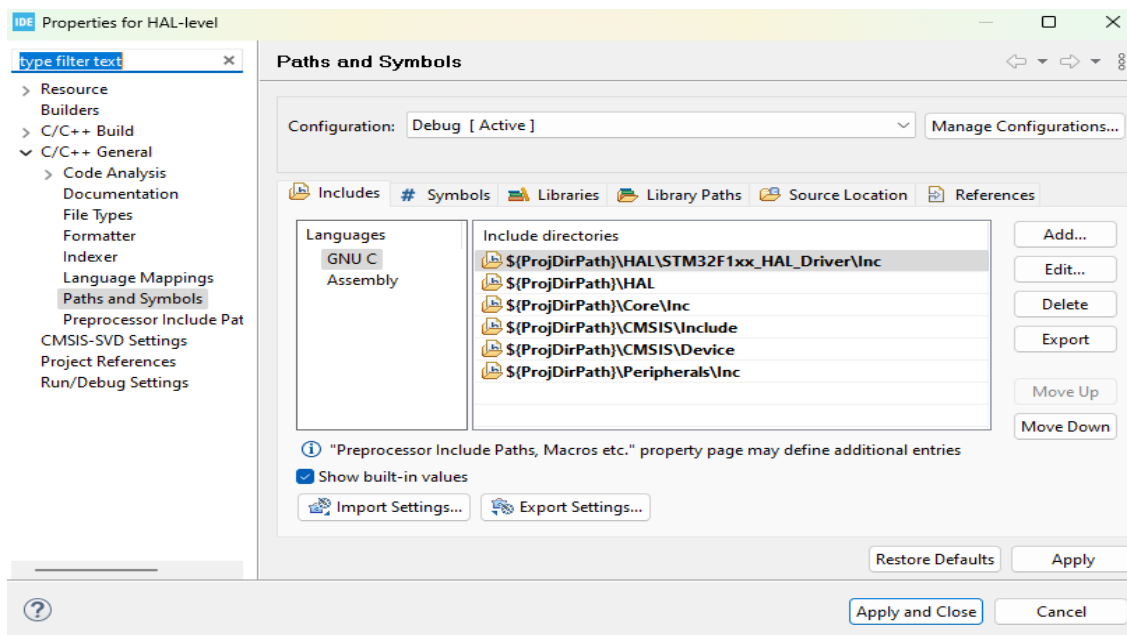 IDE Properties for HAL-level
type filter text
Resource
Builders
C/C++ Build
C/C++ General
Code Analysis
Documentation
File Types
Formatter
Indexer
Language Mappings
Paths and Symbols
Preprocessor Include Pat
CMSIS-SVD Settings
Project References
Run/Debug Settings
Paths and Symbols
Configuration: Debug [ Active ] Manage Configurations...
Includes # Symbols Libraries Library Paths Source Location References
Languages
GNU C
Assembly
Include directories
${ProjDirPath}\HAL\STM32F1xx_HAL_Driver\Inc
${ProjDirPath}\HAL
${ProjDirPath}\Core\Inc
${ProjDirPath}\CMSIS\Include
${ProjDirPath}\CMSIS\Device
${ProjDirPath}\Peripherals\Inc
Add...
Edit...
Delete
Export
Move Up
Move Down
"Preprocessor Include Paths, Macros etc." property page may define additional entries
Show built-in values
Import Settings... Export Settings...
Restore Defaults Apply
? Apply and Close Cancel